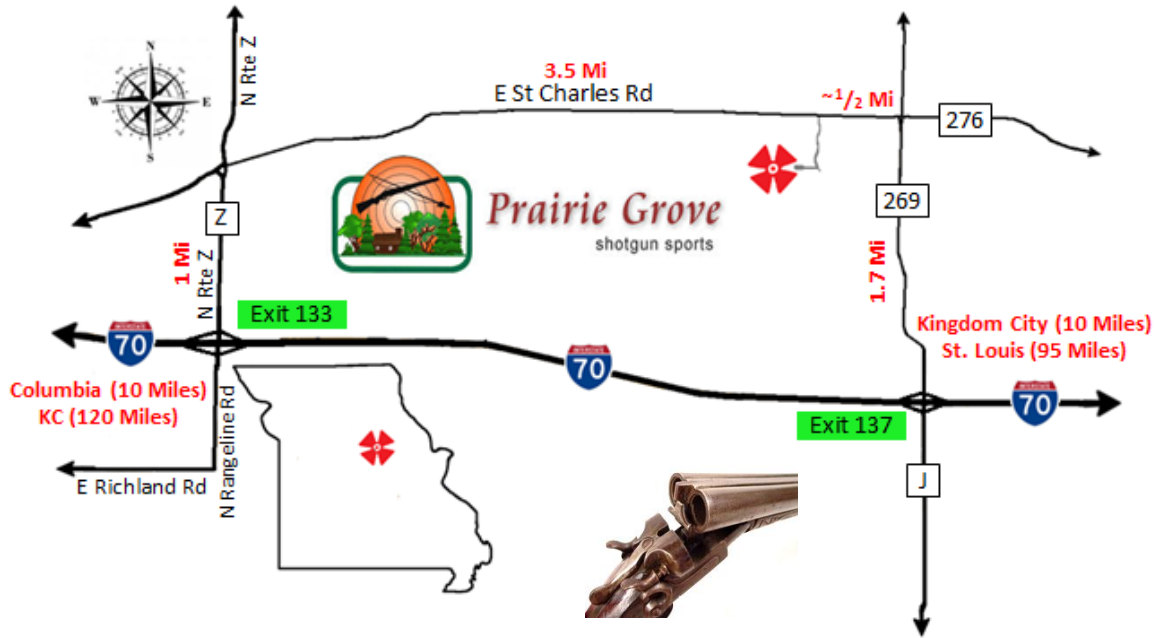 N
W
E
S
N Rte Z
3.5 Mi
E St Charles Rd
~1/2 Mi
276
Z
269
Prairie Grove
shotgun sports
1 Mi
N Rte Z
1.7 Mi
Exit 133
70
70
Kingdom City (10 Miles)
St. Louis (95 Miles)
70
Columbia (10 Miles)
KC (120 Miles)
N Rangeline Rd
Exit 137
E Richland Rd
J